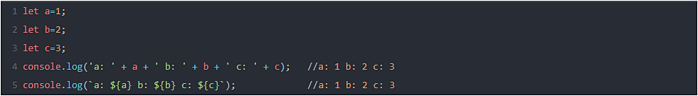 1 let a=1;
2 let b=2;
3 let c=3;
4 console.log('a: ' + a + ' b: ' + b + ' c: ' + c);   //a: 1 b: 2 c: 3
5 console.log(`a: ${a} b: ${b} c: ${c}`);             //a: 1 b: 2 c: 3